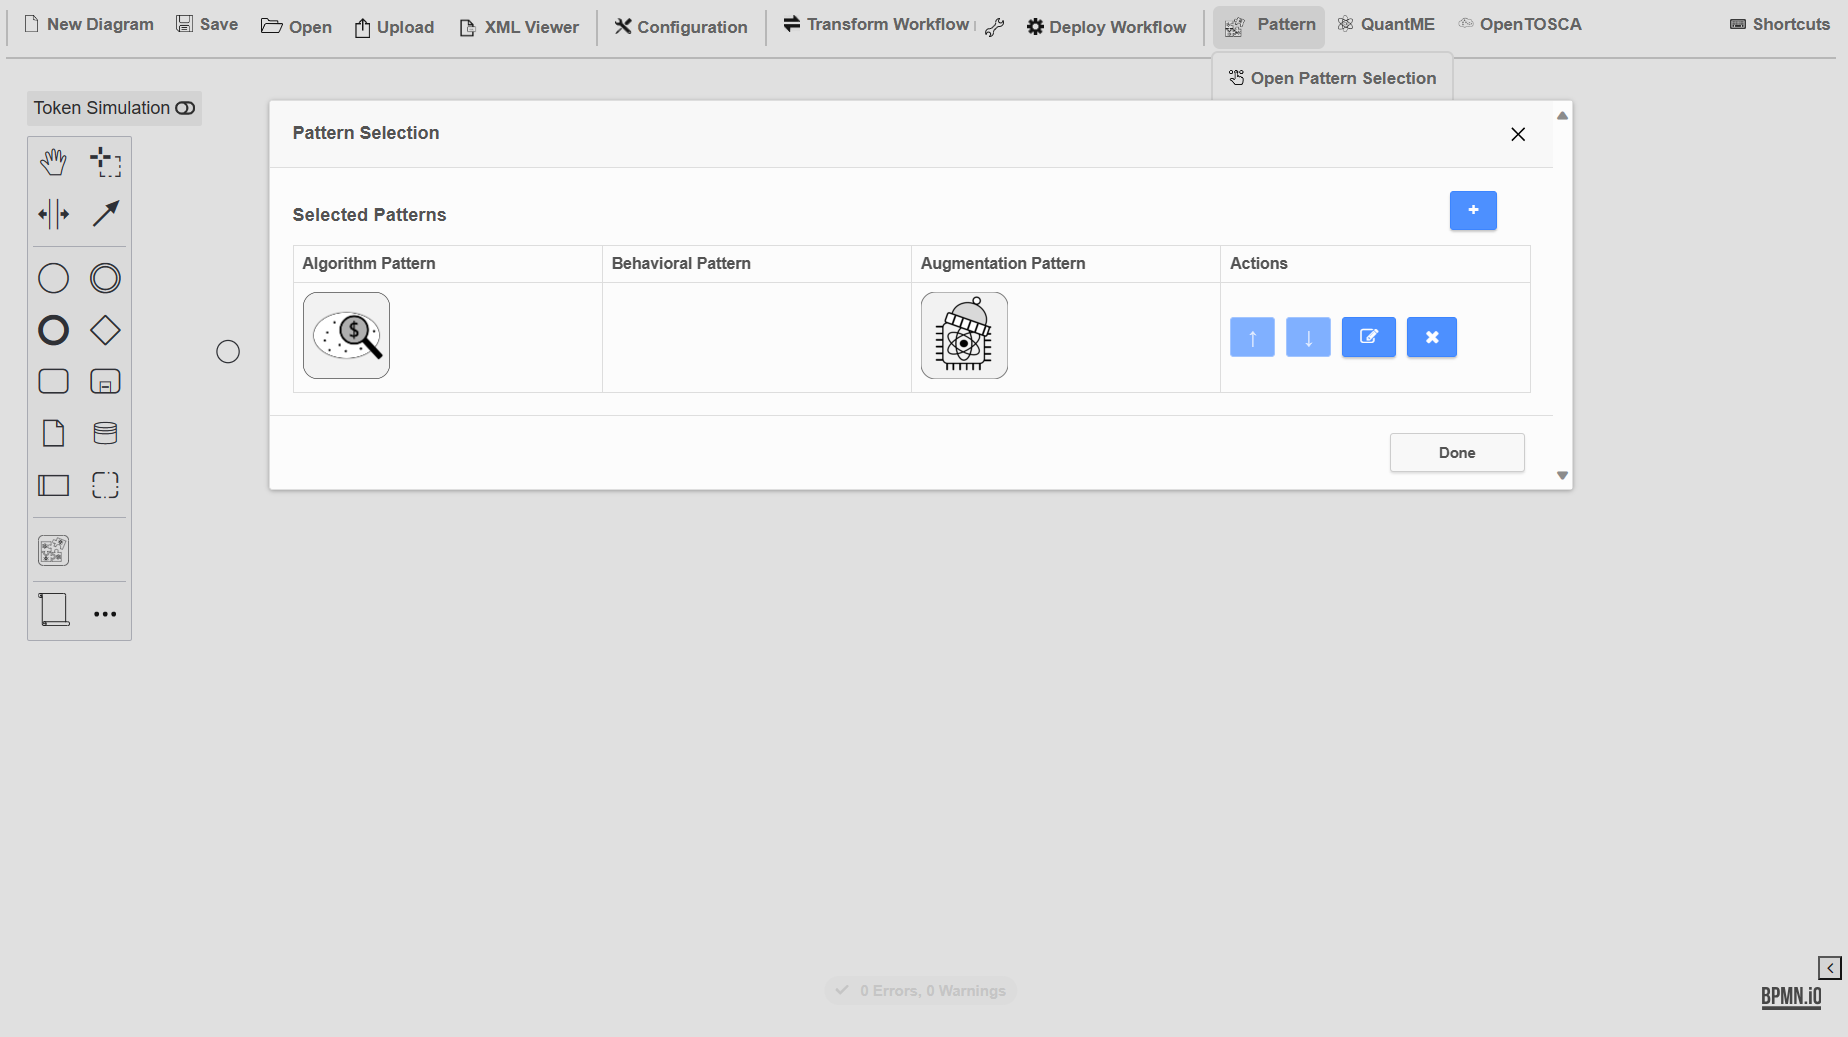 New Diagram Save Open Upload XML Viewer Configuration Transform Workflow Deploy Workflow Pattern QuantME OpenTOSCA Shortcuts
Open Pattern Selection
Token Simulation
Pattern Selection
Selected Patterns
+
Algorithm Pattern Behavioral Pattern Augmentation Pattern Actions
$
Done
0 Errors, 0 Warnings
BPMN.iO